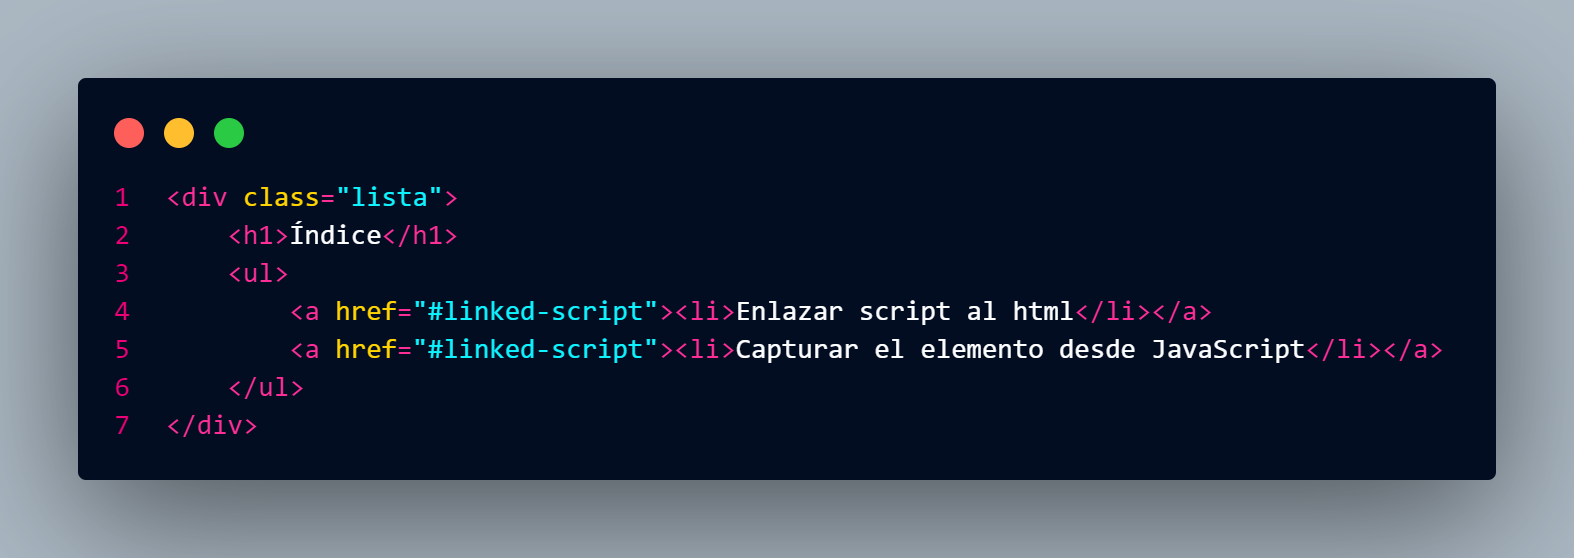 1 <div class="lista">
2     <h1>Índice</h1>
3     <ul>
4         <a href="#linked-script"><li>Enlazar script al html</li></a>
5         <a href="#linked-script"><li>Capturar el elemento desde JavaScript</li></a>
6     </ul>
7 </div>